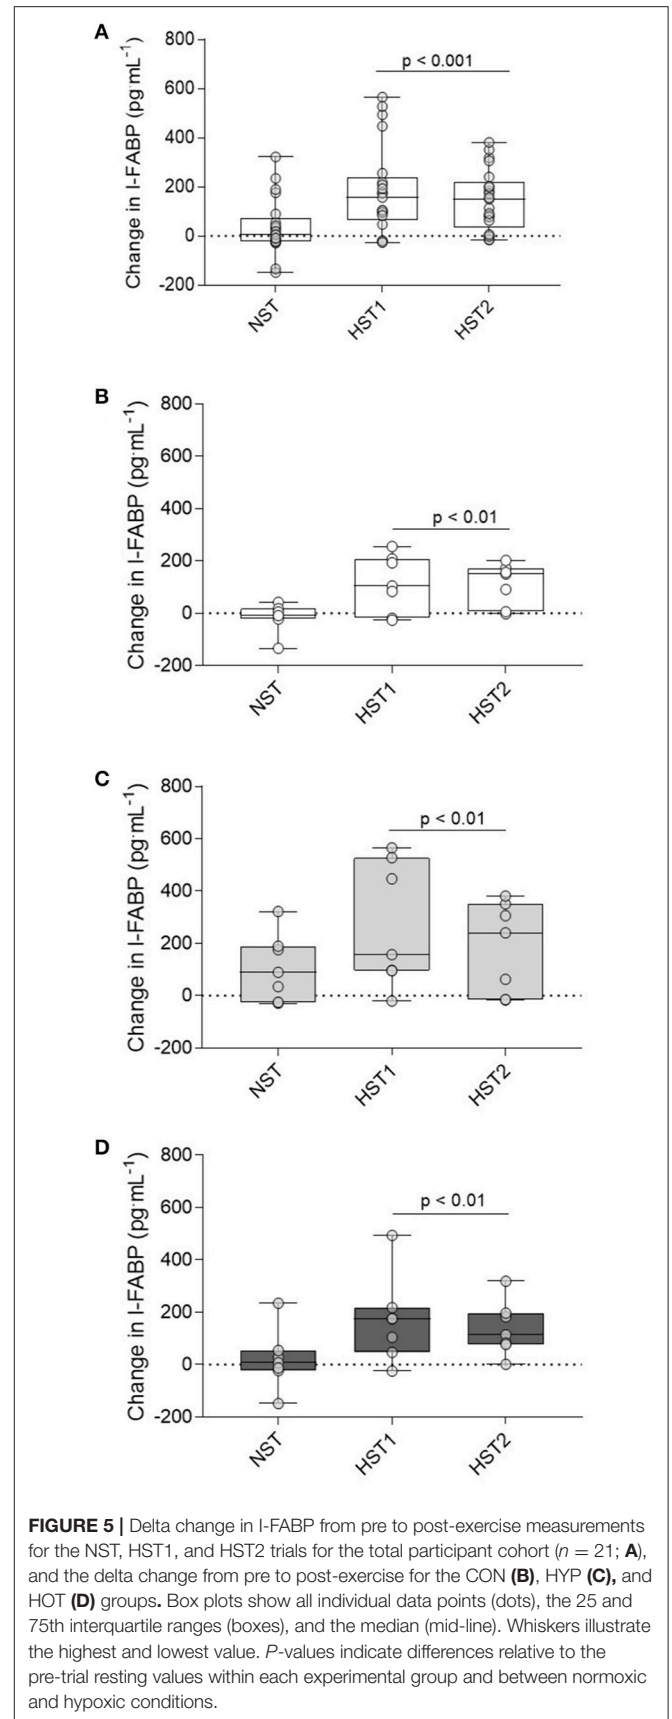 A
Change in I-FABP (pg·mL-1)
800
600
400
200
0
-200
p < 0.001
NST
HST1
HST2
B
Change in I-FABP (pg·mL-1)
800
600
400
200
0
-200
p < 0.01
NST
HST1
HST2
C
Change in I-FABP (pg·mL-1)
800
600
400
200
0
-200
p < 0.01
NST
HST1
HST2
D
Change in I-FABP (pg·mL-1)
800
600
400
200
0
-200
p < 0.01
NST
HST1
HST2
FIGURE 5 | Delta change in I-FABP from pre to post-exercise measurements
for the NST, HST1, and HST2 trials for the total participant cohort (n = 21; A),
and the delta change from pre to post-exercise for the CON (B), HYP (C), and
HOT (D) groups. Box plots show all individual data points (dots), the 25 and
75th interquartile ranges (boxes), and the median (mid-line). Whiskers illustrate
the highest and lowest value. P-values indicate differences relative to the
pre-trial resting values within each experimental group and between normoxic
and hypoxic conditions.